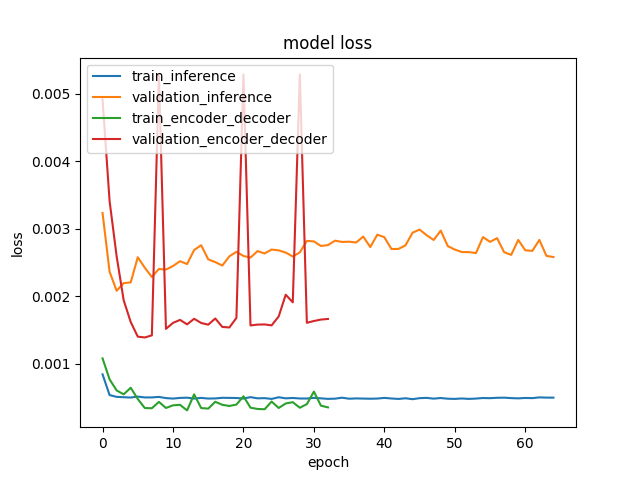 model loss
train_inference
validation_inference
train_encoder_decoder
validation_encoder_decoder
0.005
0.004
0.003
0.002
0.001
loss
0 10 20 30 40 50 60
epoch